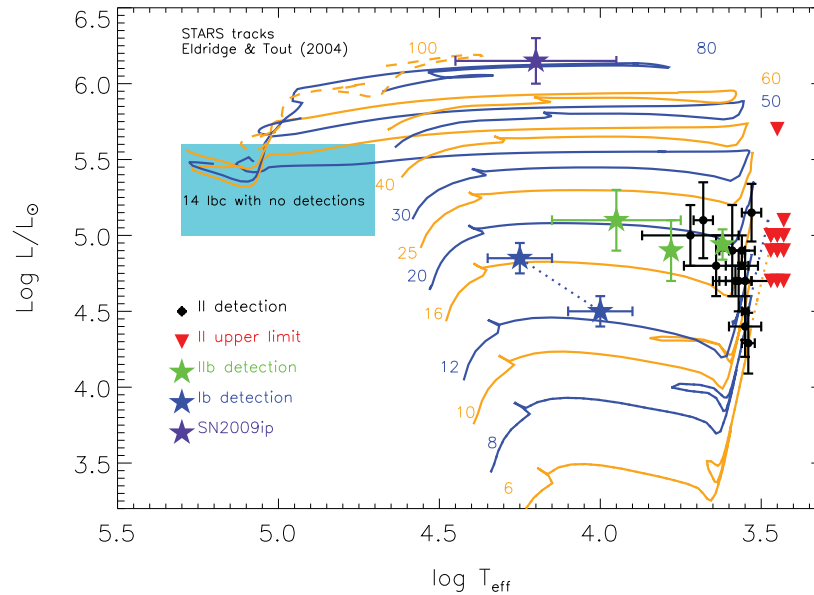 STARS tracks
Eldridge & Tout (2004)
100
80
60
50
40
30
25
20
16
12
10
8
6
14 Ibc with no detections
II detection
II upper limit
IIb detection
Ib detection
SN2009ip
6.5
6.0
5.5
5.0
4.5
4.0
3.5
Log L/L☉
5.5
5.0
4.5
4.0
3.5
log Teff